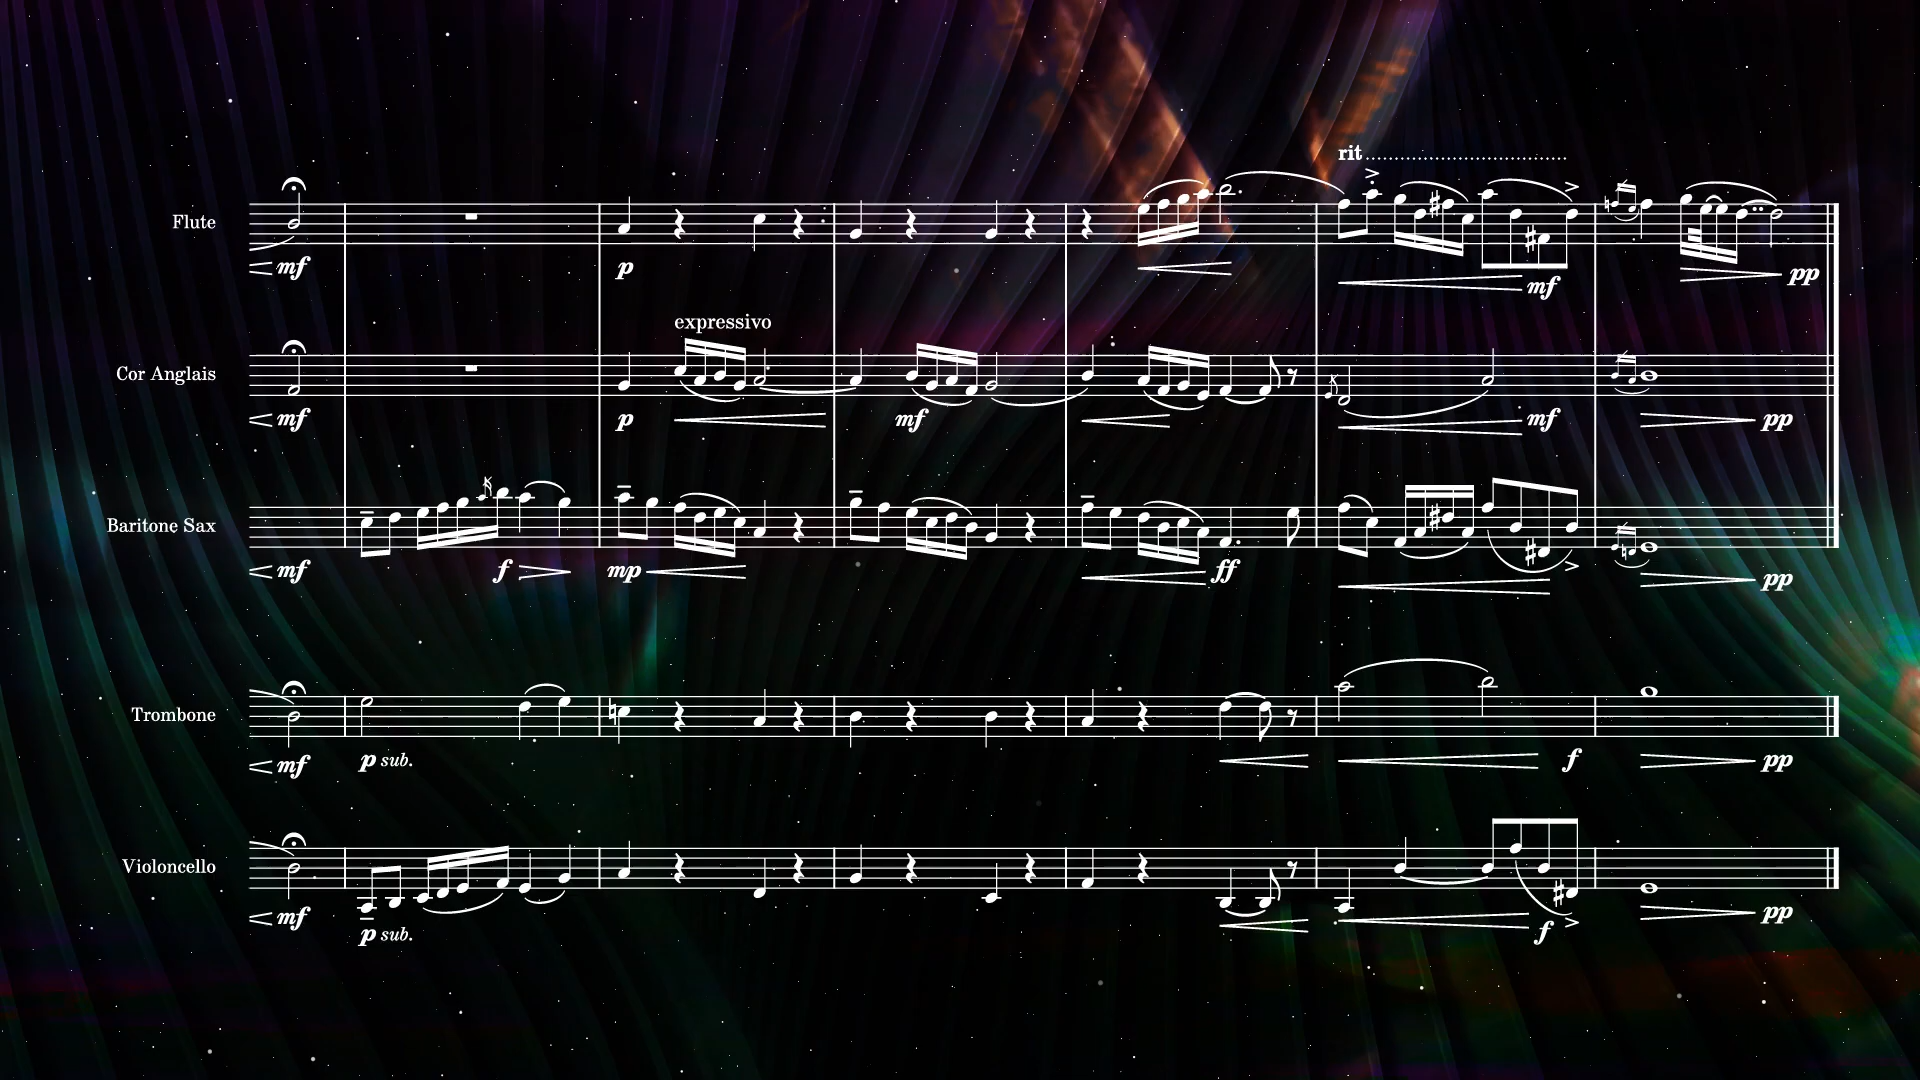 rit
Flute
mf
p
mf
pp
expressivo
Cor Anglais
mf
p
mf
mf
pp
Baritone Sax
mf
f
mp
ff
pp
Trombone
mf
p sub.
f
pp
Violoncello
mf
p sub.
f
pp